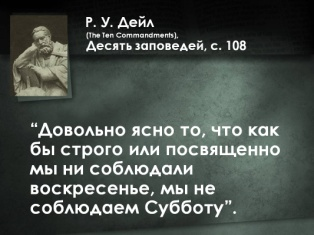 Р. У. Дейл
(The Ten Commandments),
Десять заповедей, с. 108
“Довольно ясно то, что как
бы строго или посвященно
мы ни соблюдали
воскресенье, мы не
соблюдаем Субботу”.